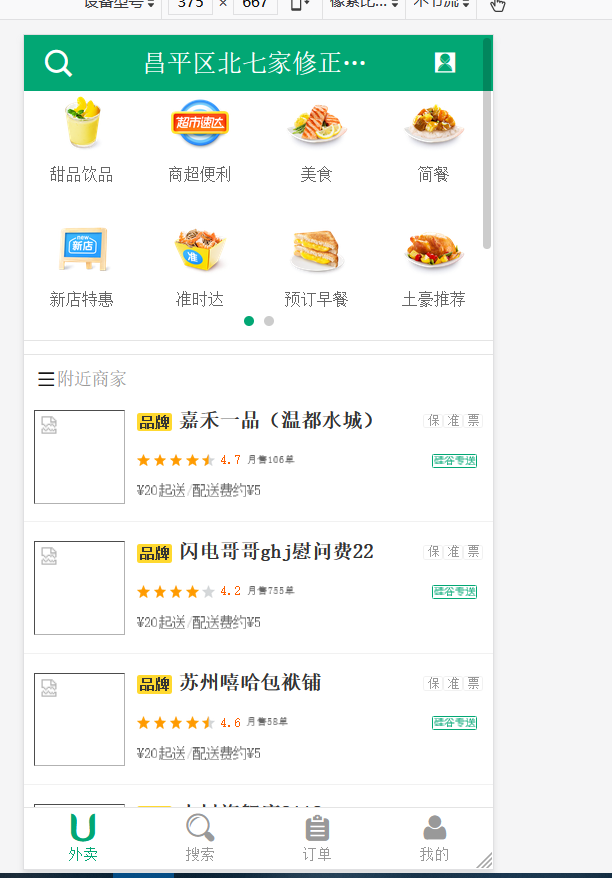 设备型号 375 × 667 像素比… 不节流
昌平区北七家修正…
超市速达
甜品饮品 商超便利 美食 简餐
new
新店 准
新店特惠 准时达 预订早餐 土豪推荐
附近商家
品牌 嘉禾一品（温都水城） 保 准 票
4.7 月售106单 硅谷专送
¥20起送/配送费约¥5
品牌 闪电哥哥ghj慰问费22 保 准 票
4.2 月售755单 硅谷专送
¥20起送/配送费约¥5
品牌 苏州嘻哈包袱铺 保 准 票
4.6 月售58单 硅谷专送
¥20起送/配送费约¥5
外卖 搜索 订单 我的